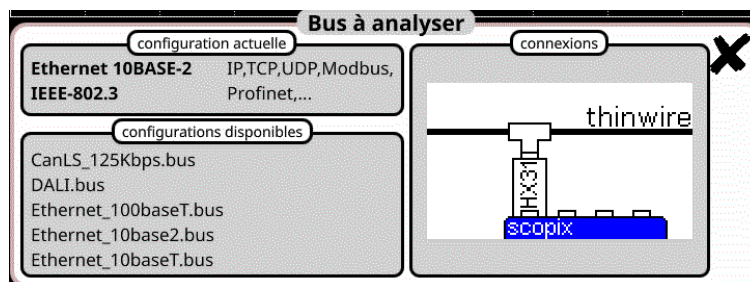 Bus à analyser
configuration actuelle
Ethernet 10BASE-2 IP,TCP,UDP,Modbus,
IEEE-802.3 Profinet,...
configurations disponibles
CanLS_125Kbps.bus
DALI.bus
Ethernet_100baseT.bus
Ethernet_10base2.bus
Ethernet_10baseT.bus
connexions
thinwire
HX31
scopix